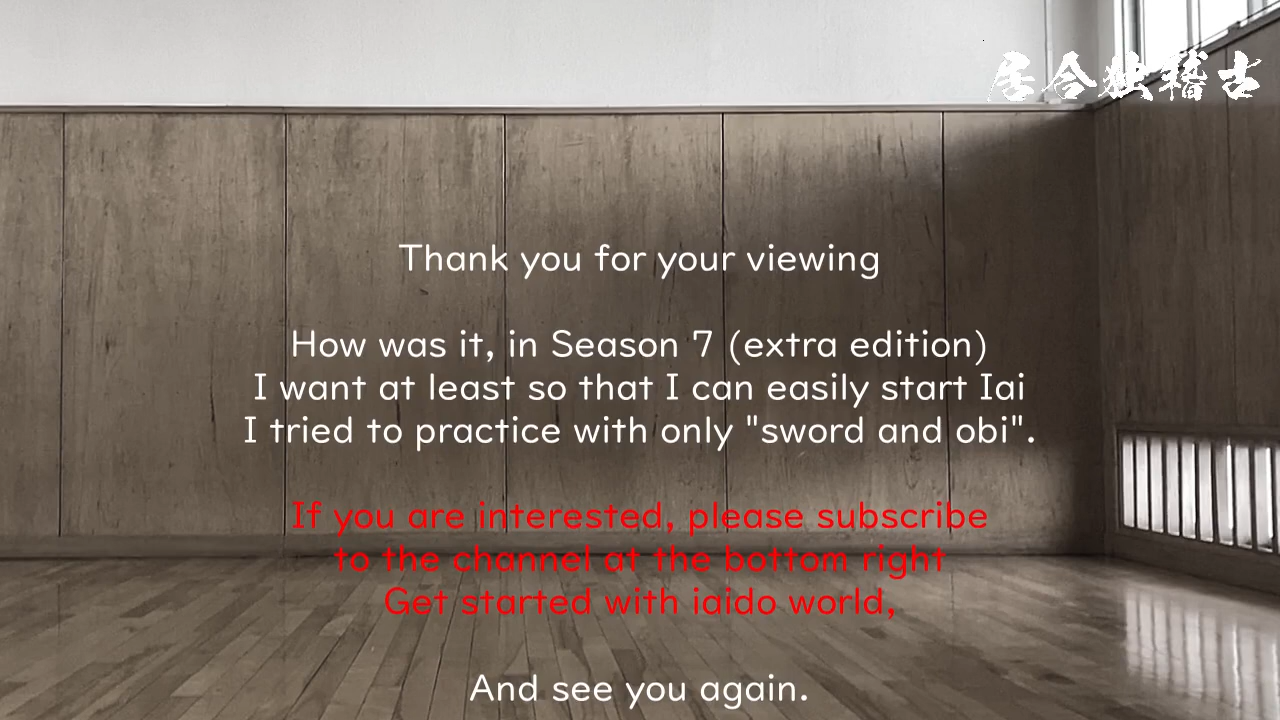 居合独稽古
Thank you for your viewing
How was it, in Season 7 (extra edition)
I want at least so that I can easily start Iai
I tried to practice with only "sword and obi".
If you are interested, please subscribe
to the channel at the bottom right
Get started with iaido world,
And see you again.